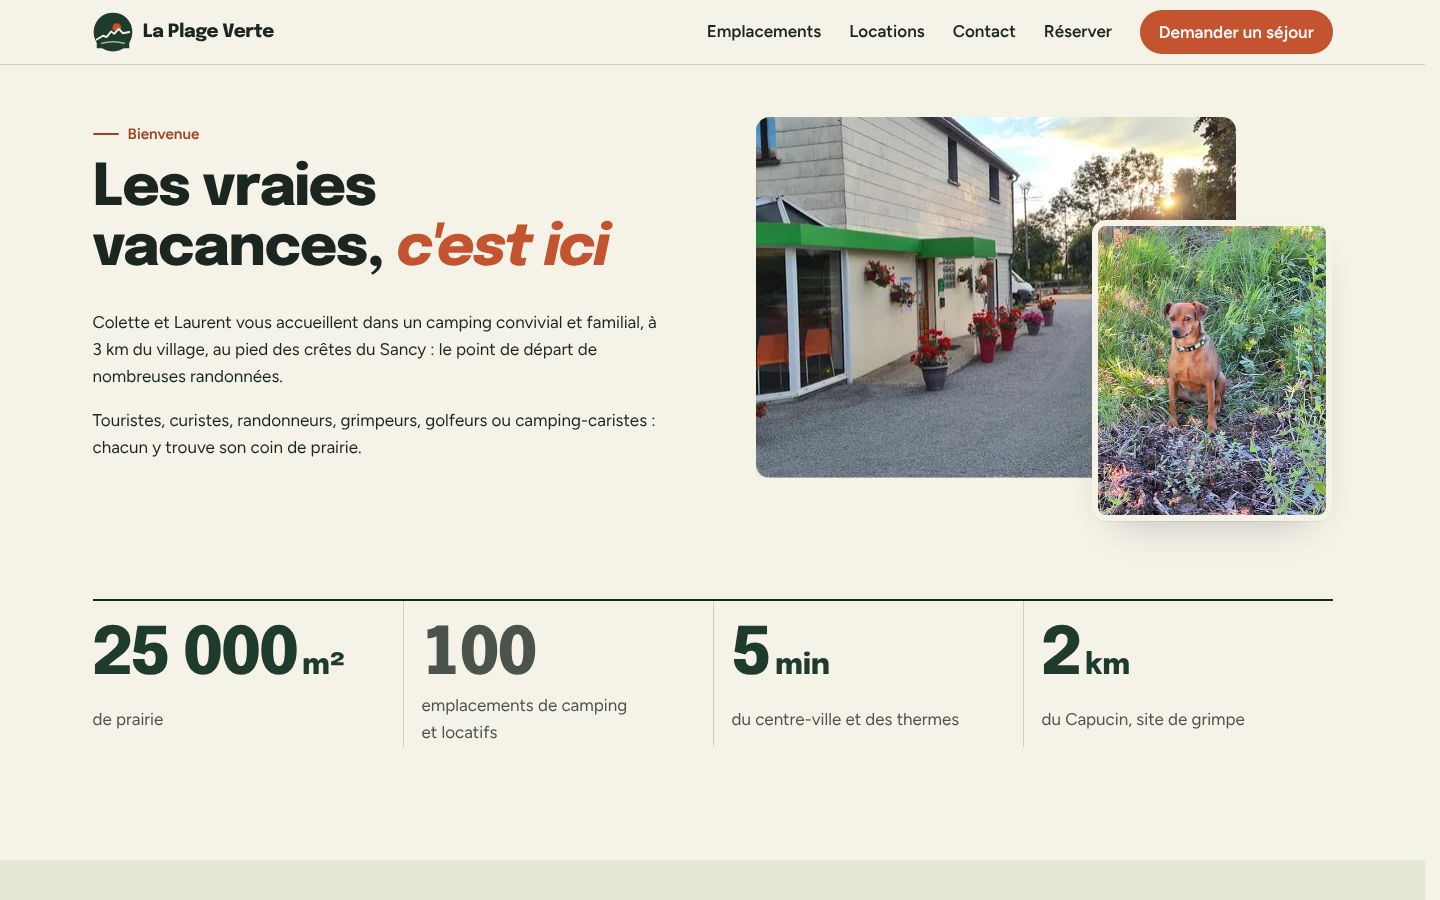 La Plage Verte
Emplacements
Locations
Contact
Réserver
Demander un séjour
Bienvenue
Les vraies
vacances, c'est ici
Colette et Laurent vous accueillent dans un camping convivial et familial, à
3 km du village, au pied des crêtes du Sancy : le point de départ de
nombreuses randonnées.
Touristes, curistes, randonneurs, grimpeurs, golfeurs ou camping-caristes :
chacun y trouve son coin de prairie.
25 000 m²
de prairie
100
emplacements de camping
et locatifs
5 min
du centre-ville et des thermes
2 km
du Capucin, site de grimpe